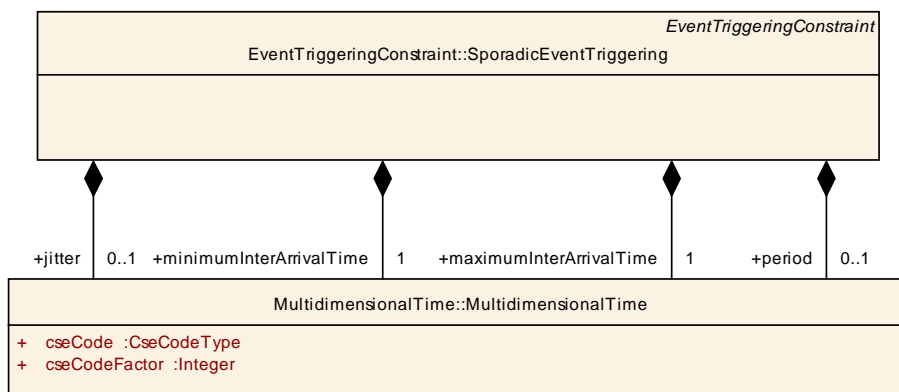 EventTriggeringConstraint
EventTriggeringConstraint::SporadicEventTriggering
+jitter 0..1 +minimumInterArrivalTime 1 +maximumInterArrivalTime 1 +period 0..1
MultidimensionalTime::MultidimensionalTime
+ cseCode :CseCodeType
+ cseCodeFactor :Integer